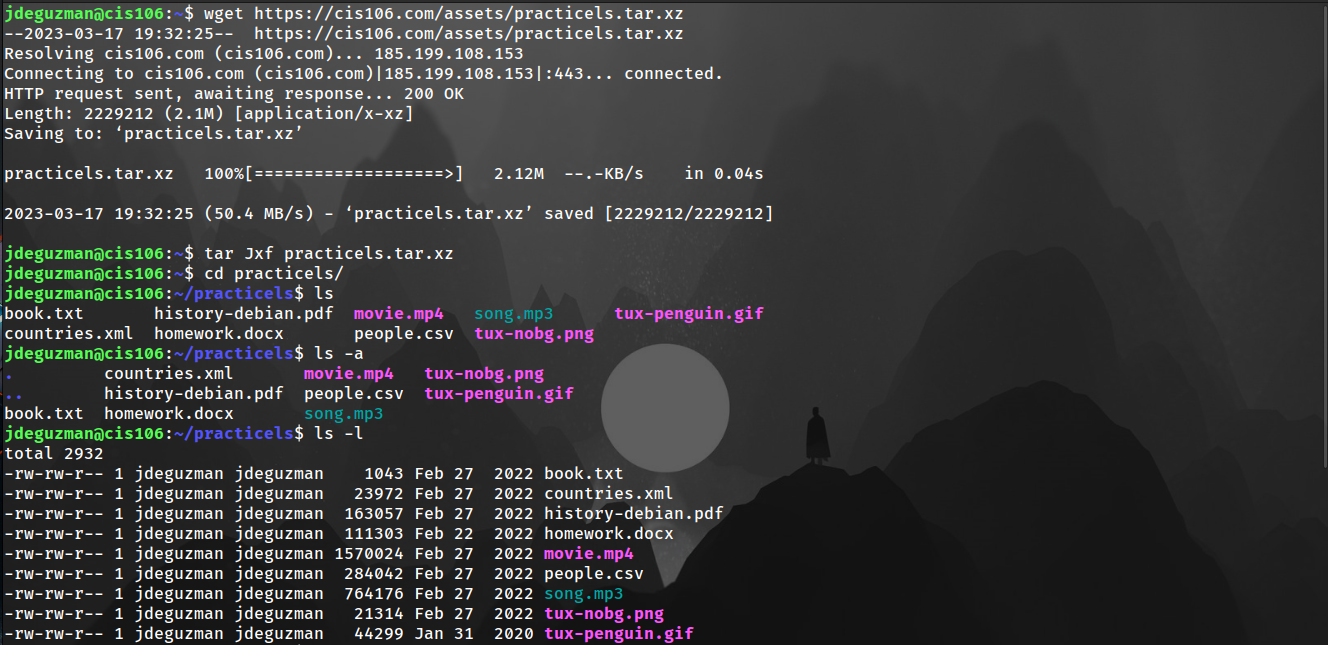 jdeguzman@cis106:~$ wget https://cis106.com/assets/practicels.tar.xz
--2023-03-17 19:32:25--  https://cis106.com/assets/practicels.tar.xz
Resolving cis106.com (cis106.com)... 185.199.108.153
Connecting to cis106.com (cis106.com)|185.199.108.153|:443... connected.
HTTP request sent, awaiting response... 200 OK
Length: 2229212 (2.1M) [application/x-xz]
Saving to: ‘practicels.tar.xz’

practicels.tar.xz   100%[===================>]   2.12M  --.-KB/s    in 0.04s

2023-03-17 19:32:25 (50.4 MB/s) - ‘practicels.tar.xz’ saved [2229212/2229212]

jdeguzman@cis106:~$ tar Jxf practicels.tar.xz
jdeguzman@cis106:~$ cd practicels/
jdeguzman@cis106:~/practicels$ ls
book.txt       history-debian.pdf  movie.mp4   song.mp3      tux-penguin.gif
countries.xml  homework.docx       people.csv  tux-nobg.png
jdeguzman@cis106:~/practicels$ ls -a
.         countries.xml       movie.mp4   tux-nobg.png
..        history-debian.pdf  people.csv  tux-penguin.gif
book.txt  homework.docx       song.mp3
jdeguzman@cis106:~/practicels$ ls -l
total 2932
-rw-rw-r-- 1 jdeguzman jdeguzman    1043 Feb 27  2022 book.txt
-rw-rw-r-- 1 jdeguzman jdeguzman   23972 Feb 27  2022 countries.xml
-rw-rw-r-- 1 jdeguzman jdeguzman  163057 Feb 27  2022 history-debian.pdf
-rw-rw-r-- 1 jdeguzman jdeguzman  111303 Feb 22  2022 homework.docx
-rw-rw-r-- 1 jdeguzman jdeguzman 1570024 Feb 27  2022 movie.mp4
-rw-rw-r-- 1 jdeguzman jdeguzman  284042 Feb 27  2022 people.csv
-rw-rw-r-- 1 jdeguzman jdeguzman  764176 Feb 27  2022 song.mp3
-rw-rw-r-- 1 jdeguzman jdeguzman   21314 Feb 27  2022 tux-nobg.png
-rw-rw-r-- 1 jdeguzman jdeguzman   44299 Jan 31  2020 tux-penguin.gif